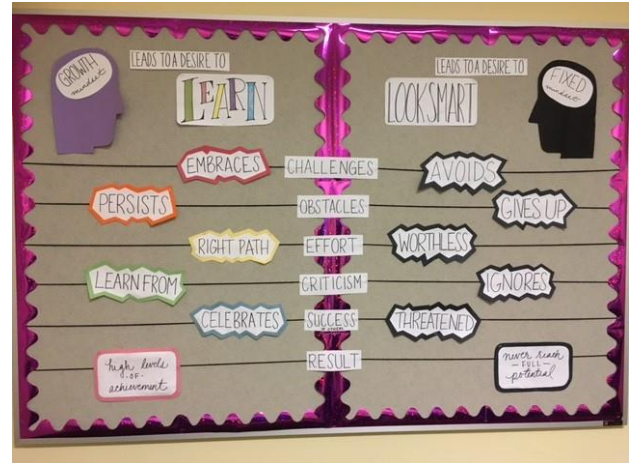 GROWTH
mindset
LEADS TO A DESIRE TO
LEARN
LEADS TO A DESIRE TO
LOOK SMART
FIXED
mindset
EMBRACES
CHALLENGES
AVOIDS
PERSISTS
OBSTACLES
GIVES UP
RIGHT PATH
EFFORT
WORTHLESS
LEARN FROM
CRITICISM
IGNORES
CELEBRATES
SUCCESS
OF OTHERS
THREATENED
high levels
-OF-
achievement
RESULT
never reach
-FULL-
potential